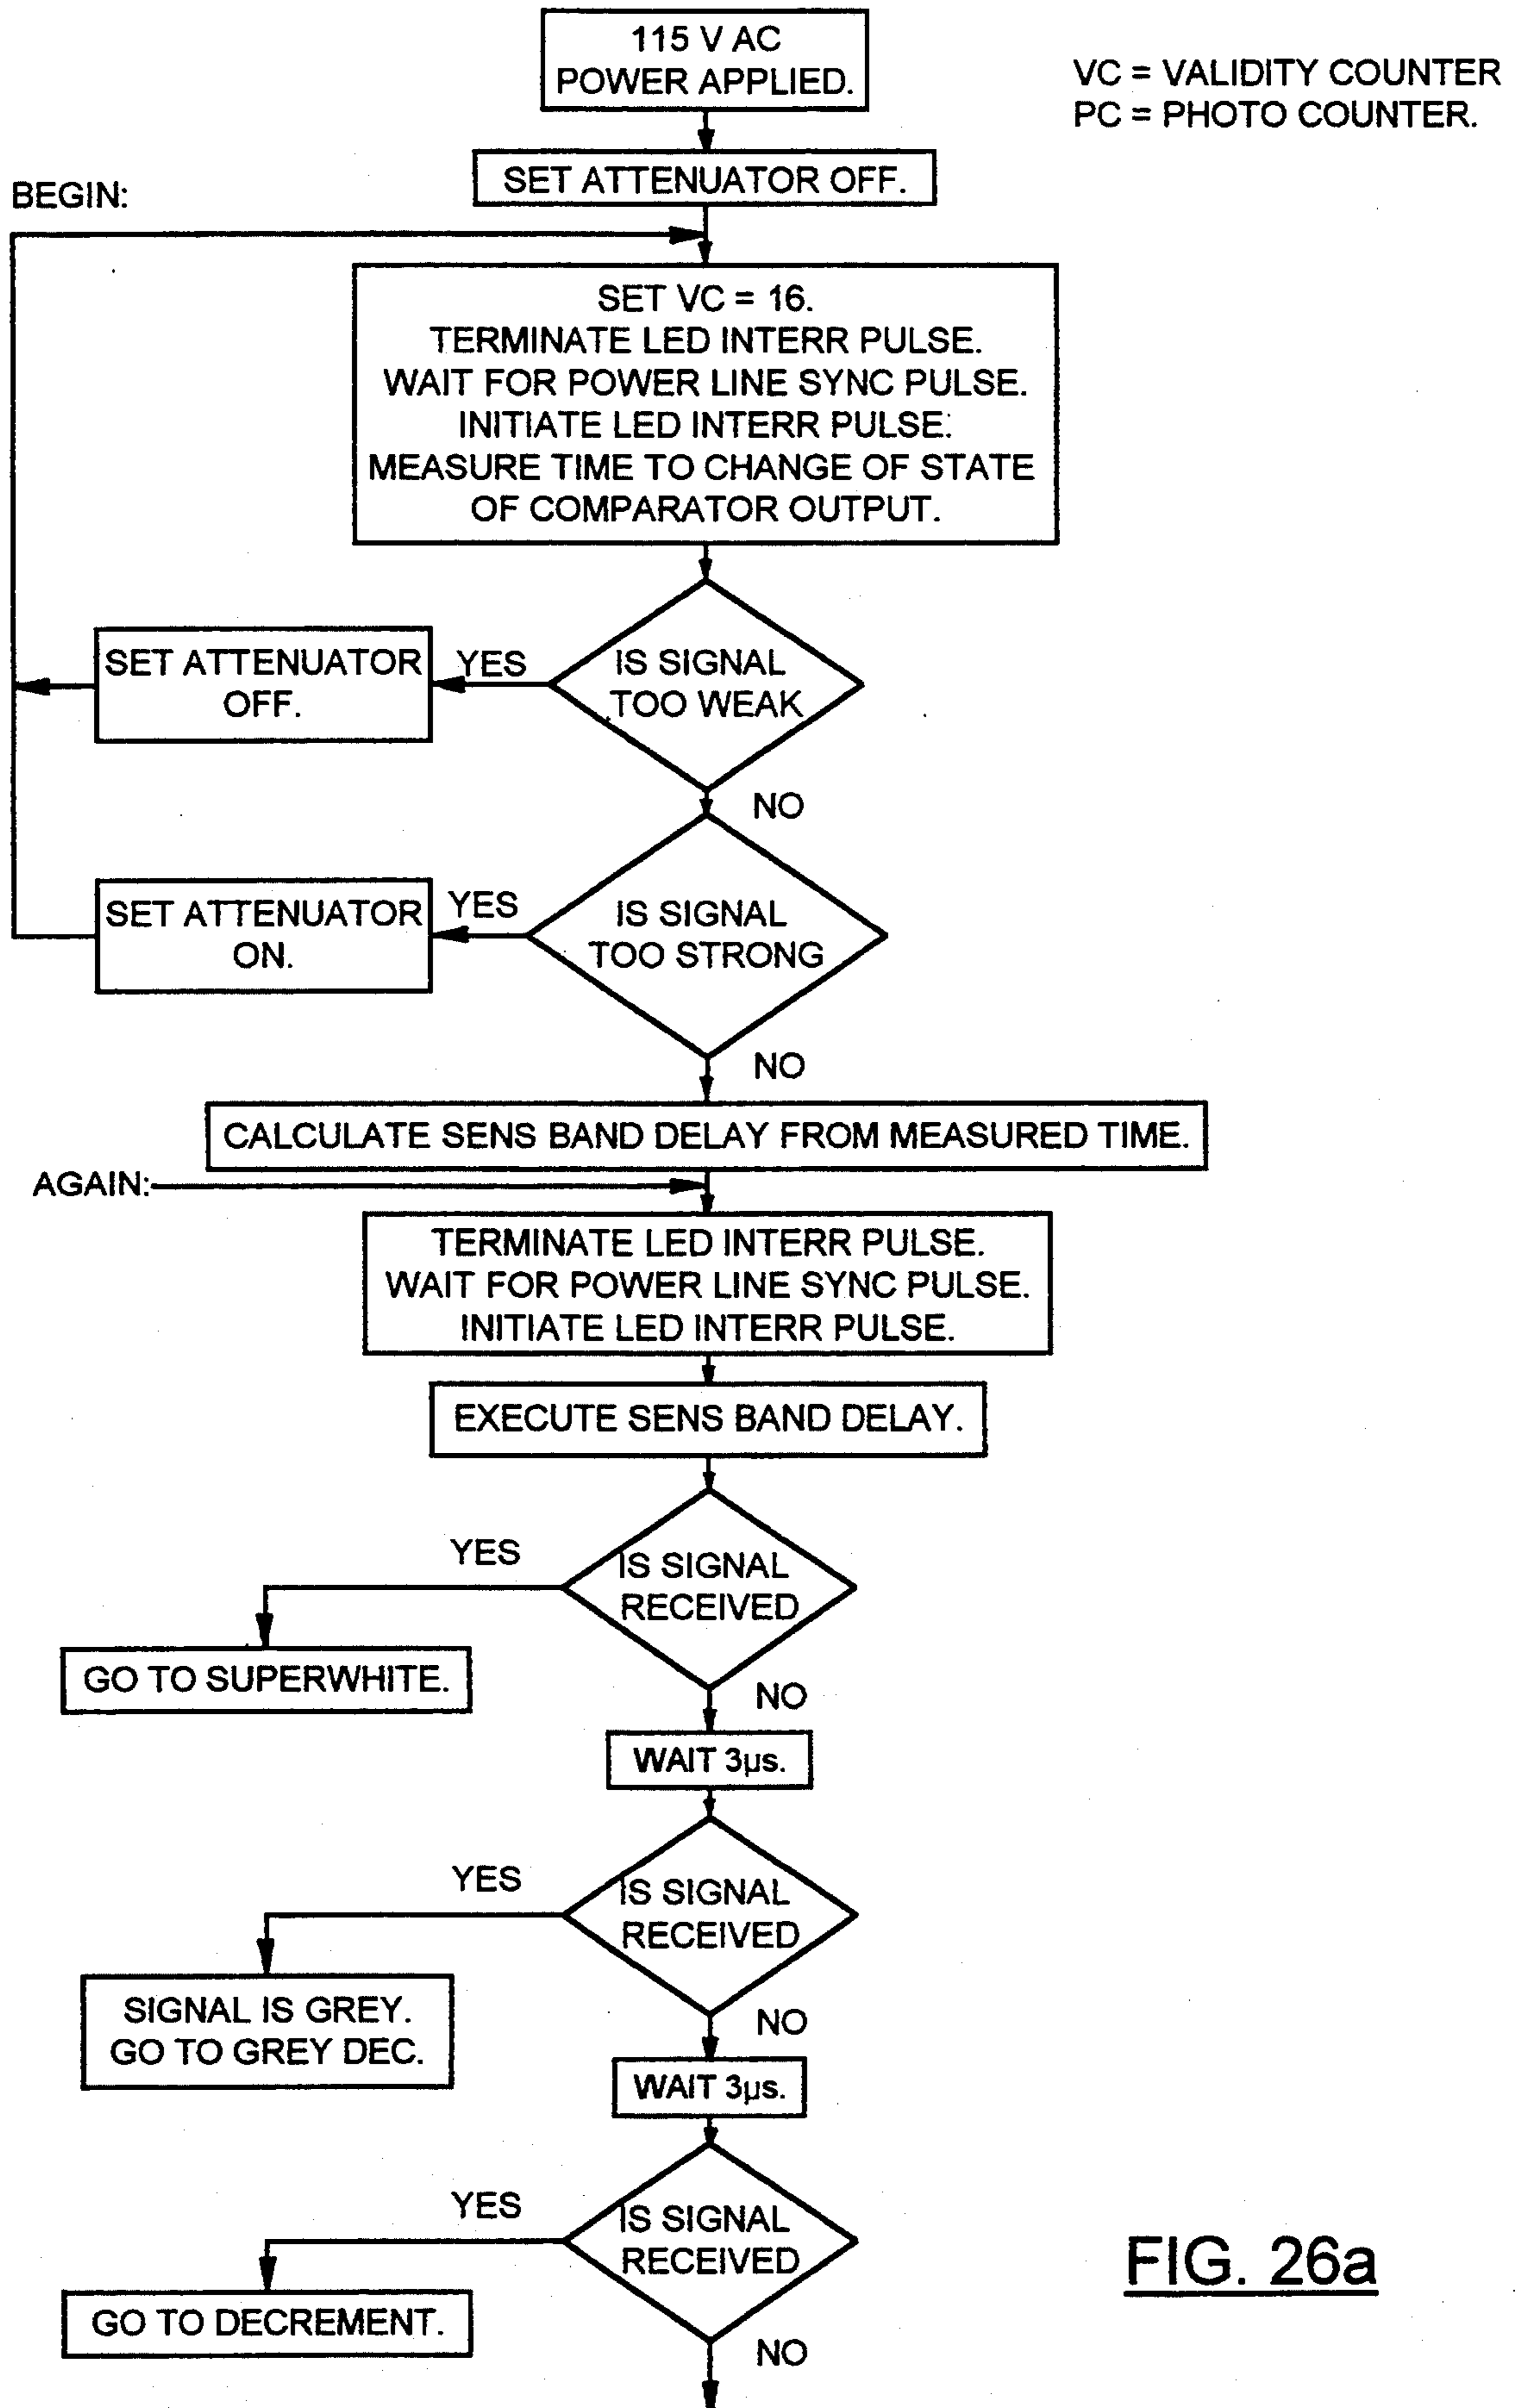 115 V AC
POWER APPLIED.
VC = VALIDITY COUNTER
PC = PHOTO COUNTER.
SET ATTENUATOR OFF.
BEGIN:
SET VC = 16.
TERMINATE LED INTERR PULSE.
WAIT FOR POWER LINE SYNC PULSE.
INITIATE LED INTERR PULSE.
MEASURE TIME TO CHANGE OF STATE
OF COMPARATOR OUTPUT.
IS SIGNAL
TOO WEAK
YES
SET ATTENUATOR
OFF.
NO
IS SIGNAL
TOO STRONG
YES
SET ATTENUATOR
ON.
NO
CALCULATE SENS BAND DELAY FROM MEASURED TIME.
AGAIN:
TERMINATE LED INTERR PULSE.
WAIT FOR POWER LINE SYNC PULSE.
INITIATE LED INTERR PULSE.
EXECUTE SENS BAND DELAY.
YES
IS SIGNAL
RECEIVED
GO TO SUPERWHITE.
NO
WAIT 3µs.
YES
IS SIGNAL
RECEIVED
SIGNAL IS GREY.
GO TO GREY DEC.
NO
WAIT 3µs.
YES
IS SIGNAL
RECEIVED
GO TO DECREMENT.
NO
FIG. 26a